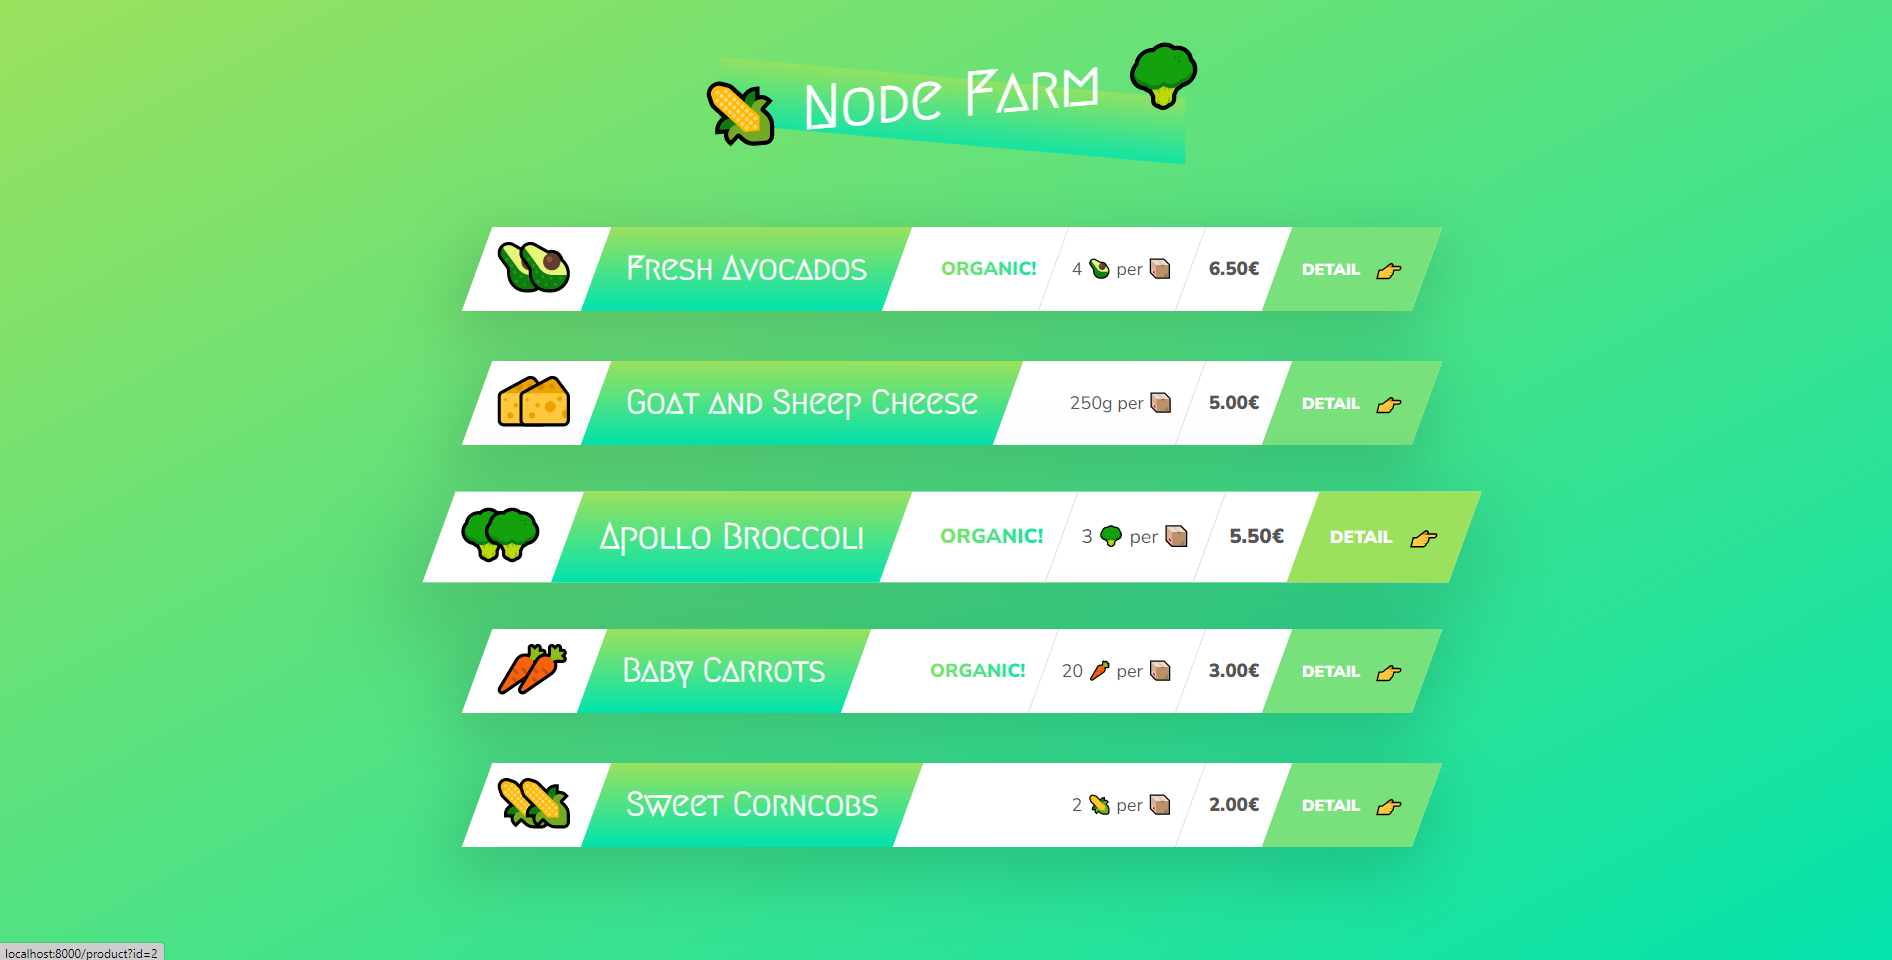 Node Farm
Fresh Avocados ORGANIC! 4 🥑 per 📦 6.50€ DETAIL 👉
Goat and Sheep Cheese 250g per 📦 5.00€ DETAIL 👉
Apollo Broccoli ORGANIC! 3 🥦 per 📦 5.50€ DETAIL 👉
Baby Carrots ORGANIC! 20 🥕 per 📦 3.00€ DETAIL 👉
Sweet Corncobs 2 🌽 per 📦 2.00€ DETAIL 👉
localhost:8000/product?id=2